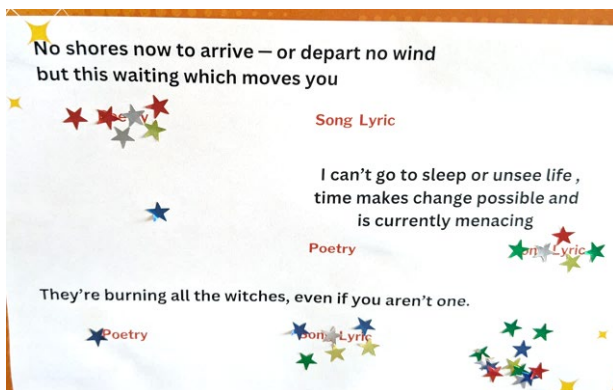 No shores now to arrive — or depart no wind
but this waiting which moves you
Song Lyric
I can't go to sleep or unsee life,
time makes change possible and
is currently menacing
Poetry
Lyric
They're burning all the witches, even if you aren't one.
Poetry
Lyric